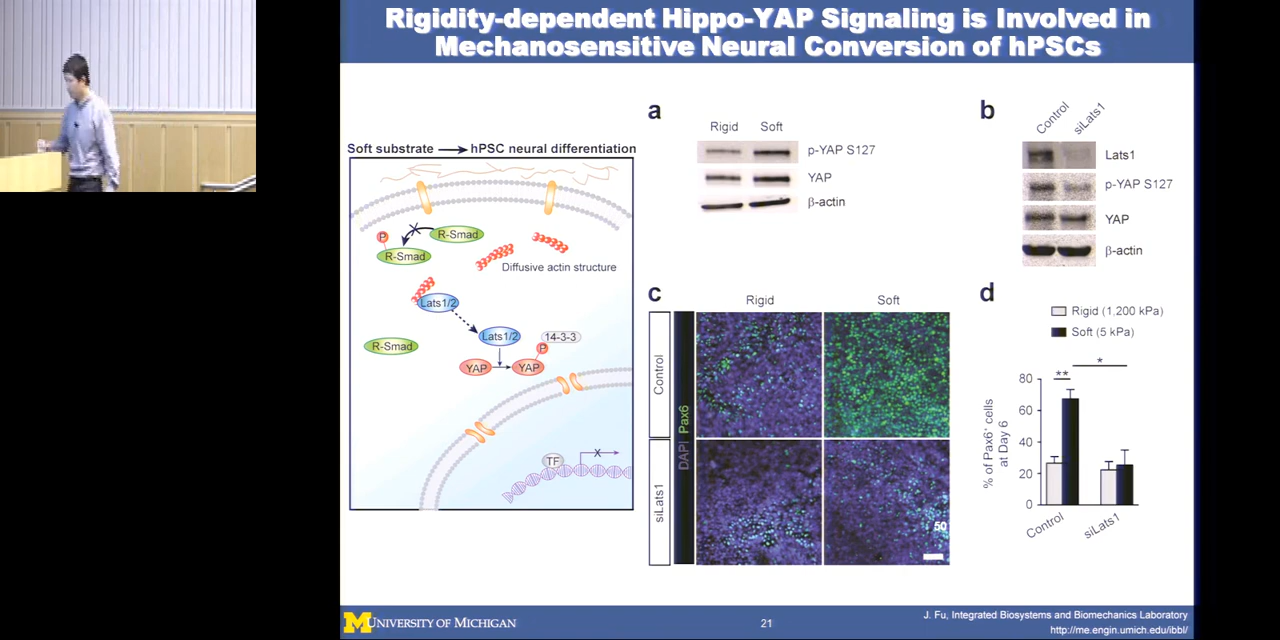 Rigidity-dependent Hippo-YAP Signaling is Involved in
Mechanosensitive Neural Conversion of hPSCs
Soft substrate hPSC neural differentiation
P
R-Smad
R-Smad
Diffusive actin structure
Lats1/2
Lats1/2
14-3-3
P
R-Smad
YAP
YAP
TF
X
a
Rigid Soft
p-YAP S127
YAP
β-actin
b
Control siLats1
Lats1
p-YAP S127
YAP
β-actin
c
Rigid Soft
Control
siLats1
DAPI Pax6
50
d
Rigid (1,200 kPa)
Soft (5 kPa)
** *
80
60
40
20
0
% of Pax6+ cells
at Day 6
Control siLats1
M UNIVERSITY OF MICHIGAN
21
J. Fu, Integrated Biosystems and Biomechanics Laboratory
http://me.engin.umich.edu/ibbl/